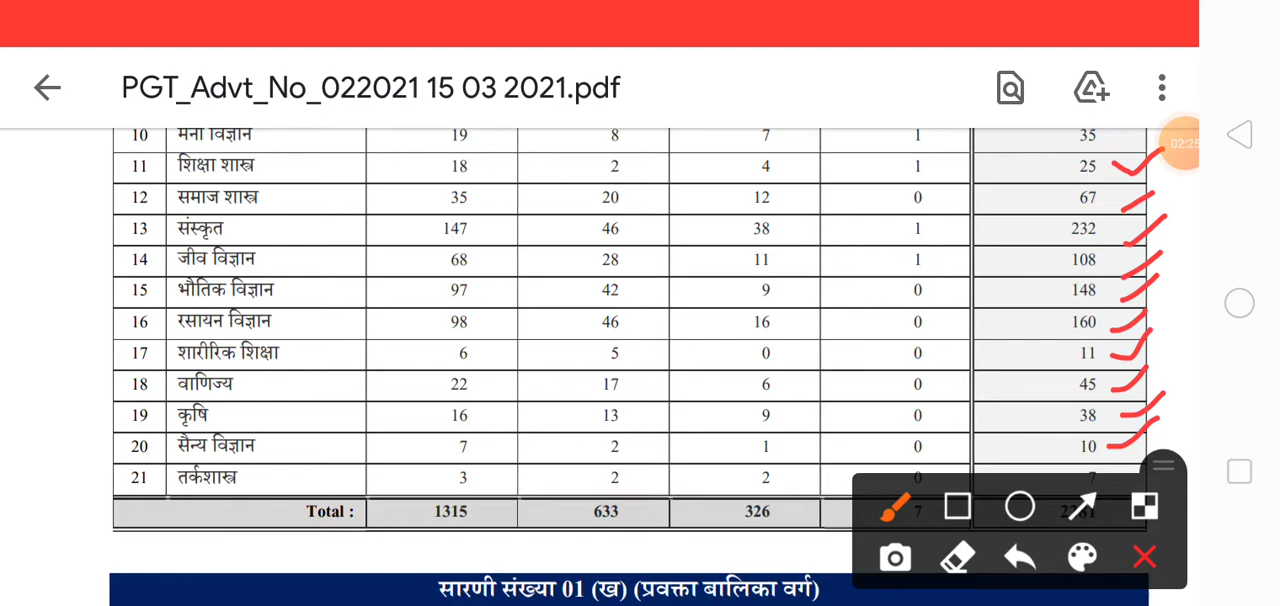 PGT_Advt_No_022021 15 03 2021.pdf
02:25
10 मनो विज्ञान 19 8 7 1 35
11 शिक्षा शास्त्र 18 2 4 1 25
12 समाज शास्त्र 35 20 12 0 67
13 संस्कृत 147 46 38 1 232
14 जीव विज्ञान 68 28 11 1 108
15 भौतिक विज्ञान 97 42 9 0 148
16 रसायन विज्ञान 98 46 16 0 160
17 शारीरिक शिक्षा 6 5 0 0 11
18 वाणिज्य 22 17 6 0 45
19 कृषि 16 13 9 0 38
20 सैन्य विज्ञान 7 2 1 0 10
21 तर्कशास्त्र 3 2 2 0 7
Total : 1315 633 326 7 2281
सारणी संख्या 01 (ख) (प्रवक्ता बालिका वर्ग)